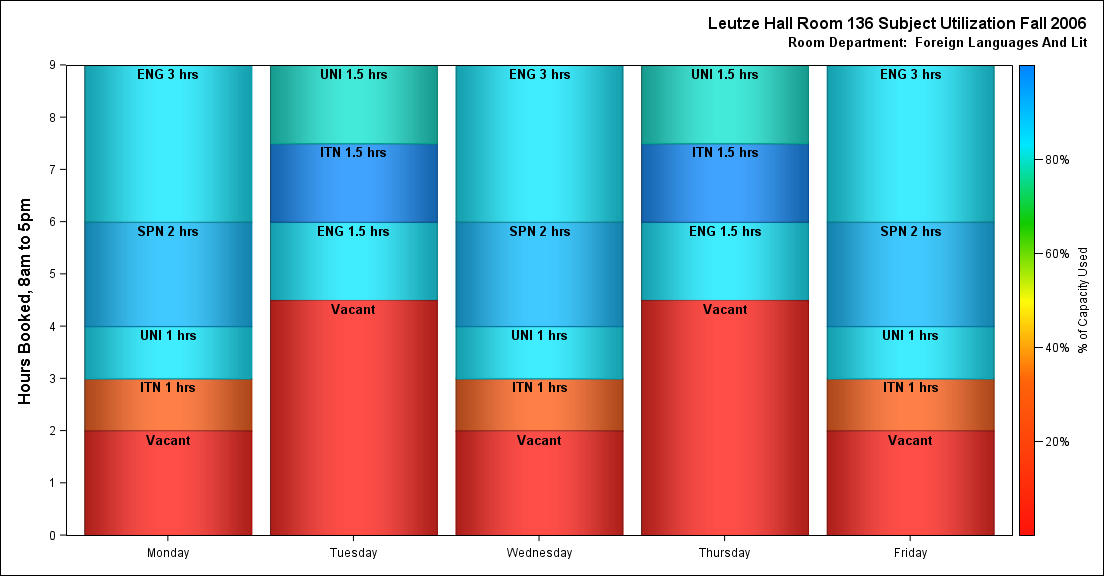 Leutze Hall Room 136 Subject Utilization Fall 2006
Room Department:  Foreign Languages And Lit
Hours Booked, 8am to 5pm
9
8
7
6
5
4
3
2
1
0
ENG 3 hrs
SPN 2 hrs
UNI 1 hrs
ITN 1 hrs
Vacant
UNI 1.5 hrs
ITN 1.5 hrs
ENG 1.5 hrs
Vacant
ENG 3 hrs
SPN 2 hrs
UNI 1 hrs
ITN 1 hrs
Vacant
UNI 1.5 hrs
ITN 1.5 hrs
ENG 1.5 hrs
Vacant
ENG 3 hrs
SPN 2 hrs
UNI 1 hrs
ITN 1 hrs
Vacant
Monday
Tuesday
Wednesday
Thursday
Friday
80%
60%
40%
20%
% of Capacity Used